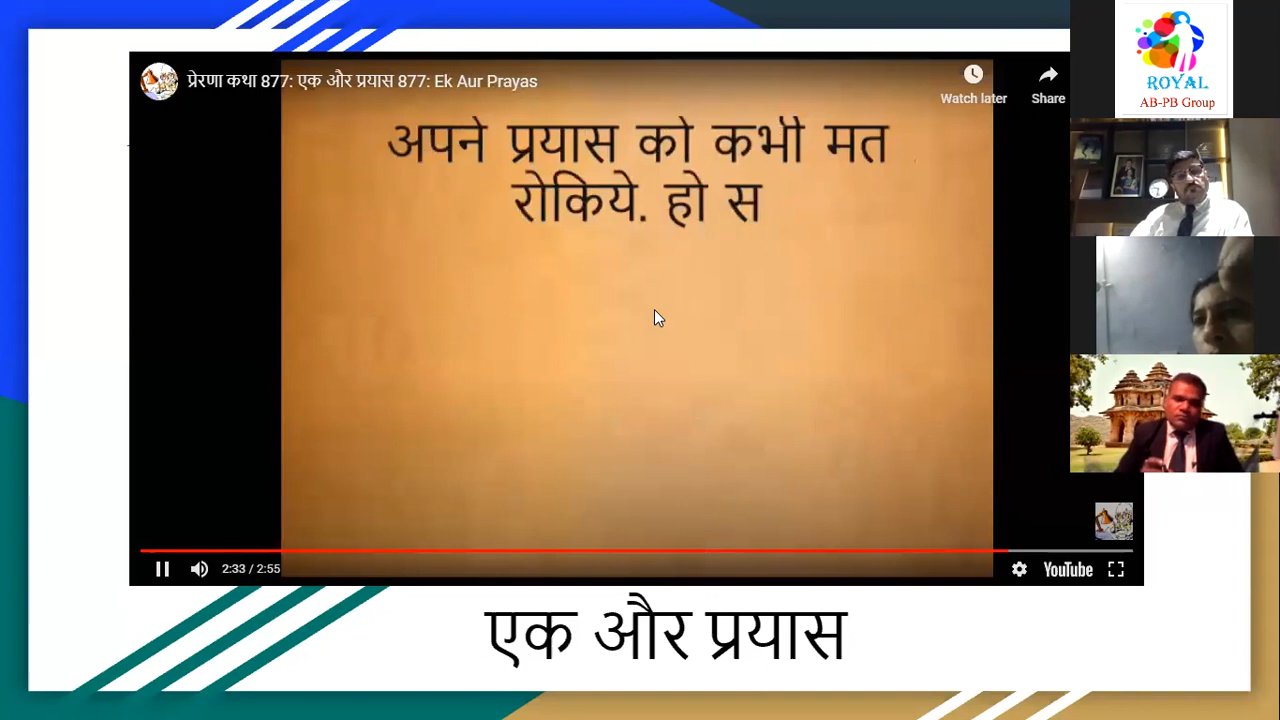 प्रेरणा कथा 877: एक और प्रयास 877: Ek Aur Prayas
Watch later
Share
अपने प्रयास को कभी मत
रोकिये. हो स
2:33 / 2:55
YouTube
एक और प्रयास
ROYAL
AB-PB Group